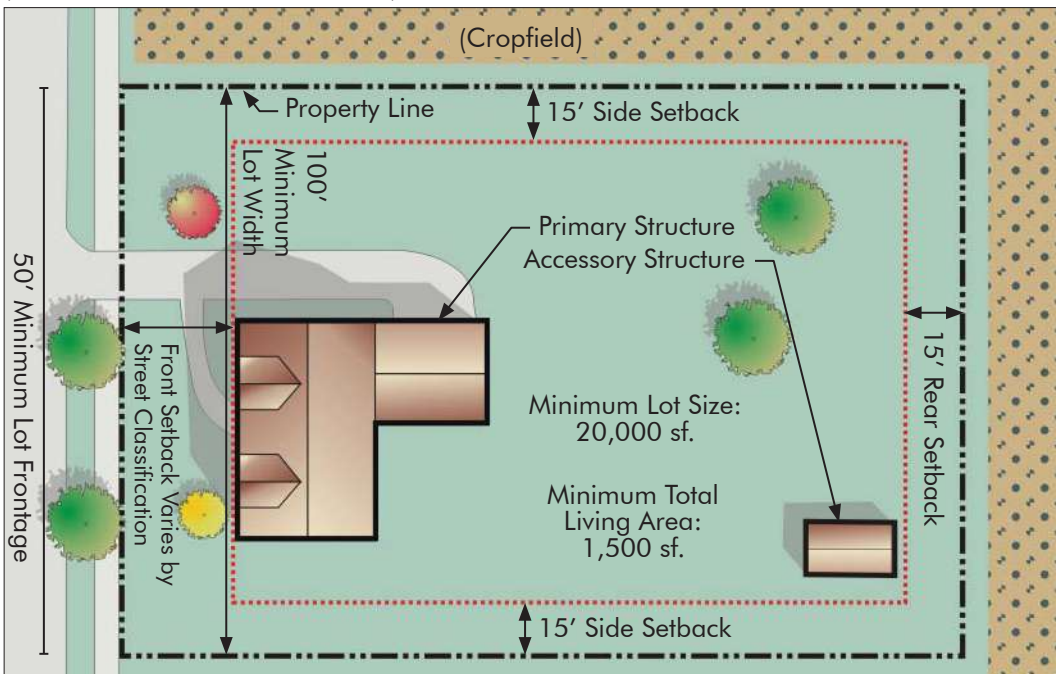 (Cropfield)
Property Line
15’ Side Setback
100’
Minimum
Lot Width
Primary Structure
Accessory Structure
50’ Minimum Lot Frontage
Front Setback Varies by
Street Classification
15’ Rear Setback
Minimum Lot Size:
20,000 sf.
Minimum Total
Living Area:
1,500 sf.
15’ Side Setback